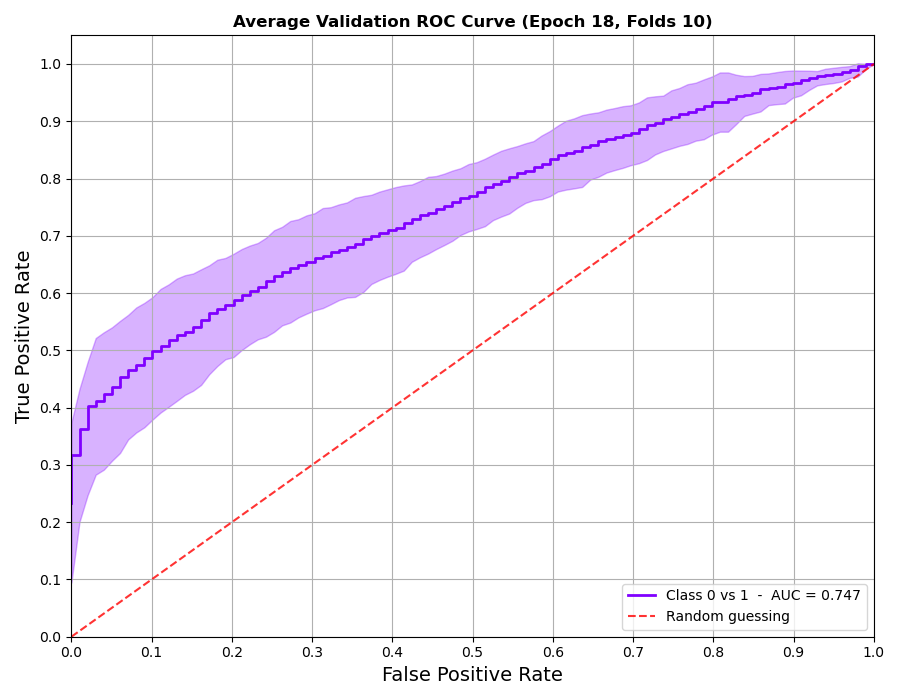 Average Validation ROC Curve (Epoch 18, Folds 10)
1.0
0.9
0.8
0.7
0.6
0.5
0.4
0.3
0.2
0.1
0.0
True Positive Rate
Class 0 vs 1 - AUC = 0.747
Random guessing
0.0 0.1 0.2 0.3 0.4 0.5 0.6 0.7 0.8 0.9 1.0
False Positive Rate